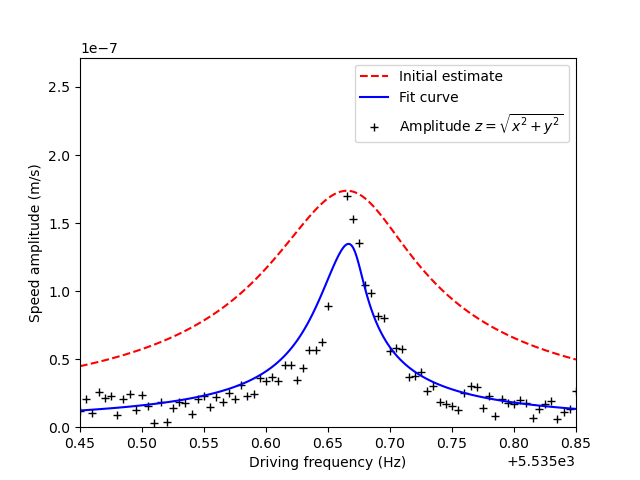 1e−7
2.5
2.0
1.5
1.0
0.5
0.0
Speed amplitude (m/s)
Initial estimate
Fit curve
Amplitude z = √x² + y²
0.45 0.50 0.55 0.60 0.65 0.70 0.75 0.80 0.85
Driving frequency (Hz)
+5.535e3